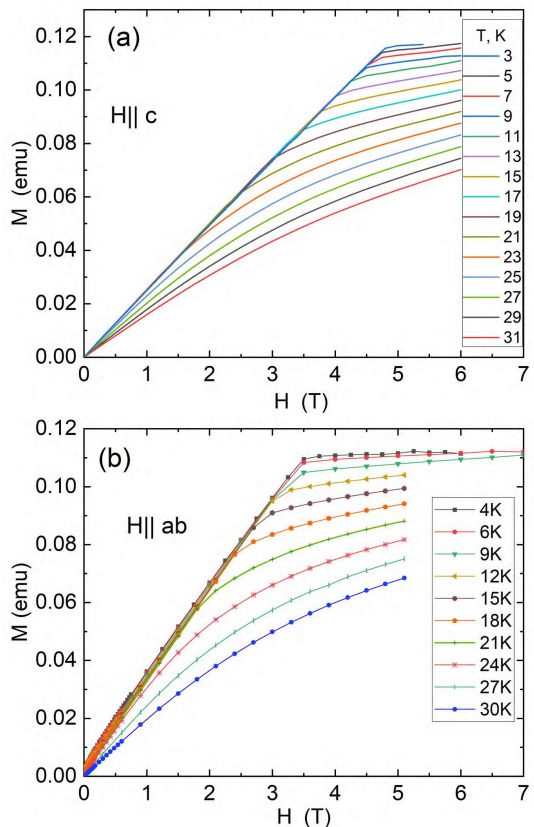 (a)
H|| c
M (emu)
0.12
0.10
0.08
0.06
0.04
0.02
0.00
0 1 2 3 4 5 6 7
H (T)
T, K
3
5
7
9
11
13
15
17
19
21
23
25
27
29
31
(b)
H|| ab
M (emu)
0.12
0.10
0.08
0.06
0.04
0.02
0.00
0 1 2 3 4 5 6 7
H (T)
4K
6K
9K
12K
15K
18K
21K
24K
27K
30K